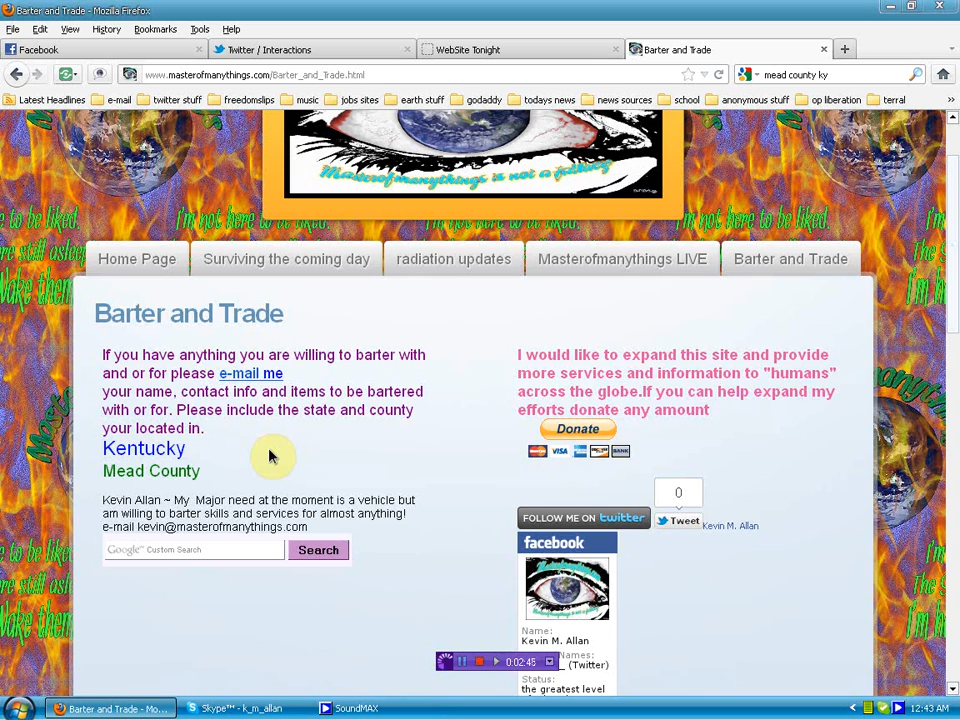 Barter and Trade - Mozilla Firefox
File Edit View History Bookmarks Tools Help
Facebook Twitter / Interactions WebSite Tonight Barter and Trade
www.masterofmanythings.com/Barter_and_Trade.html mead county ky
Latest Headlines e-mail twitter stuff freedomslips music jobs sites earth stuff godaddy todays news news sources school anonymous stuff op liberation terral
Masterofmanythings is not a
I'm not here to be liked.
Home Page Surviving the coming day radiation updates Masterofmanythings LIVE Barter and Trade
Barter and Trade
If you have anything you are willing to barter with
and or for please e-mail me
your name, contact info and items to be bartered
with or for. Please include the state and county
your located in.
Kentucky
Mead County
Kevin Allan ~ My Major need at the moment is a vehicle but
am willing to barter skills and services for almost anything!
e-mail kevin@masterofmanythings.com
Google™ Custom Search Search
I would like to expand this site and provide
more services and information to "humans"
across the globe.If you can help expand my
efforts donate any amount
Donate
VISA BANK
0
FOLLOW ME ON twitter Tweet Kevin M. Allan
facebook
Name:
Kevin M. Allan
Names:
_ (Twitter)
Status:
the greatest level
0:02:45
Barter and Trade - Mo... Skype™ - k_m_allan SoundMAX 12:43 AM